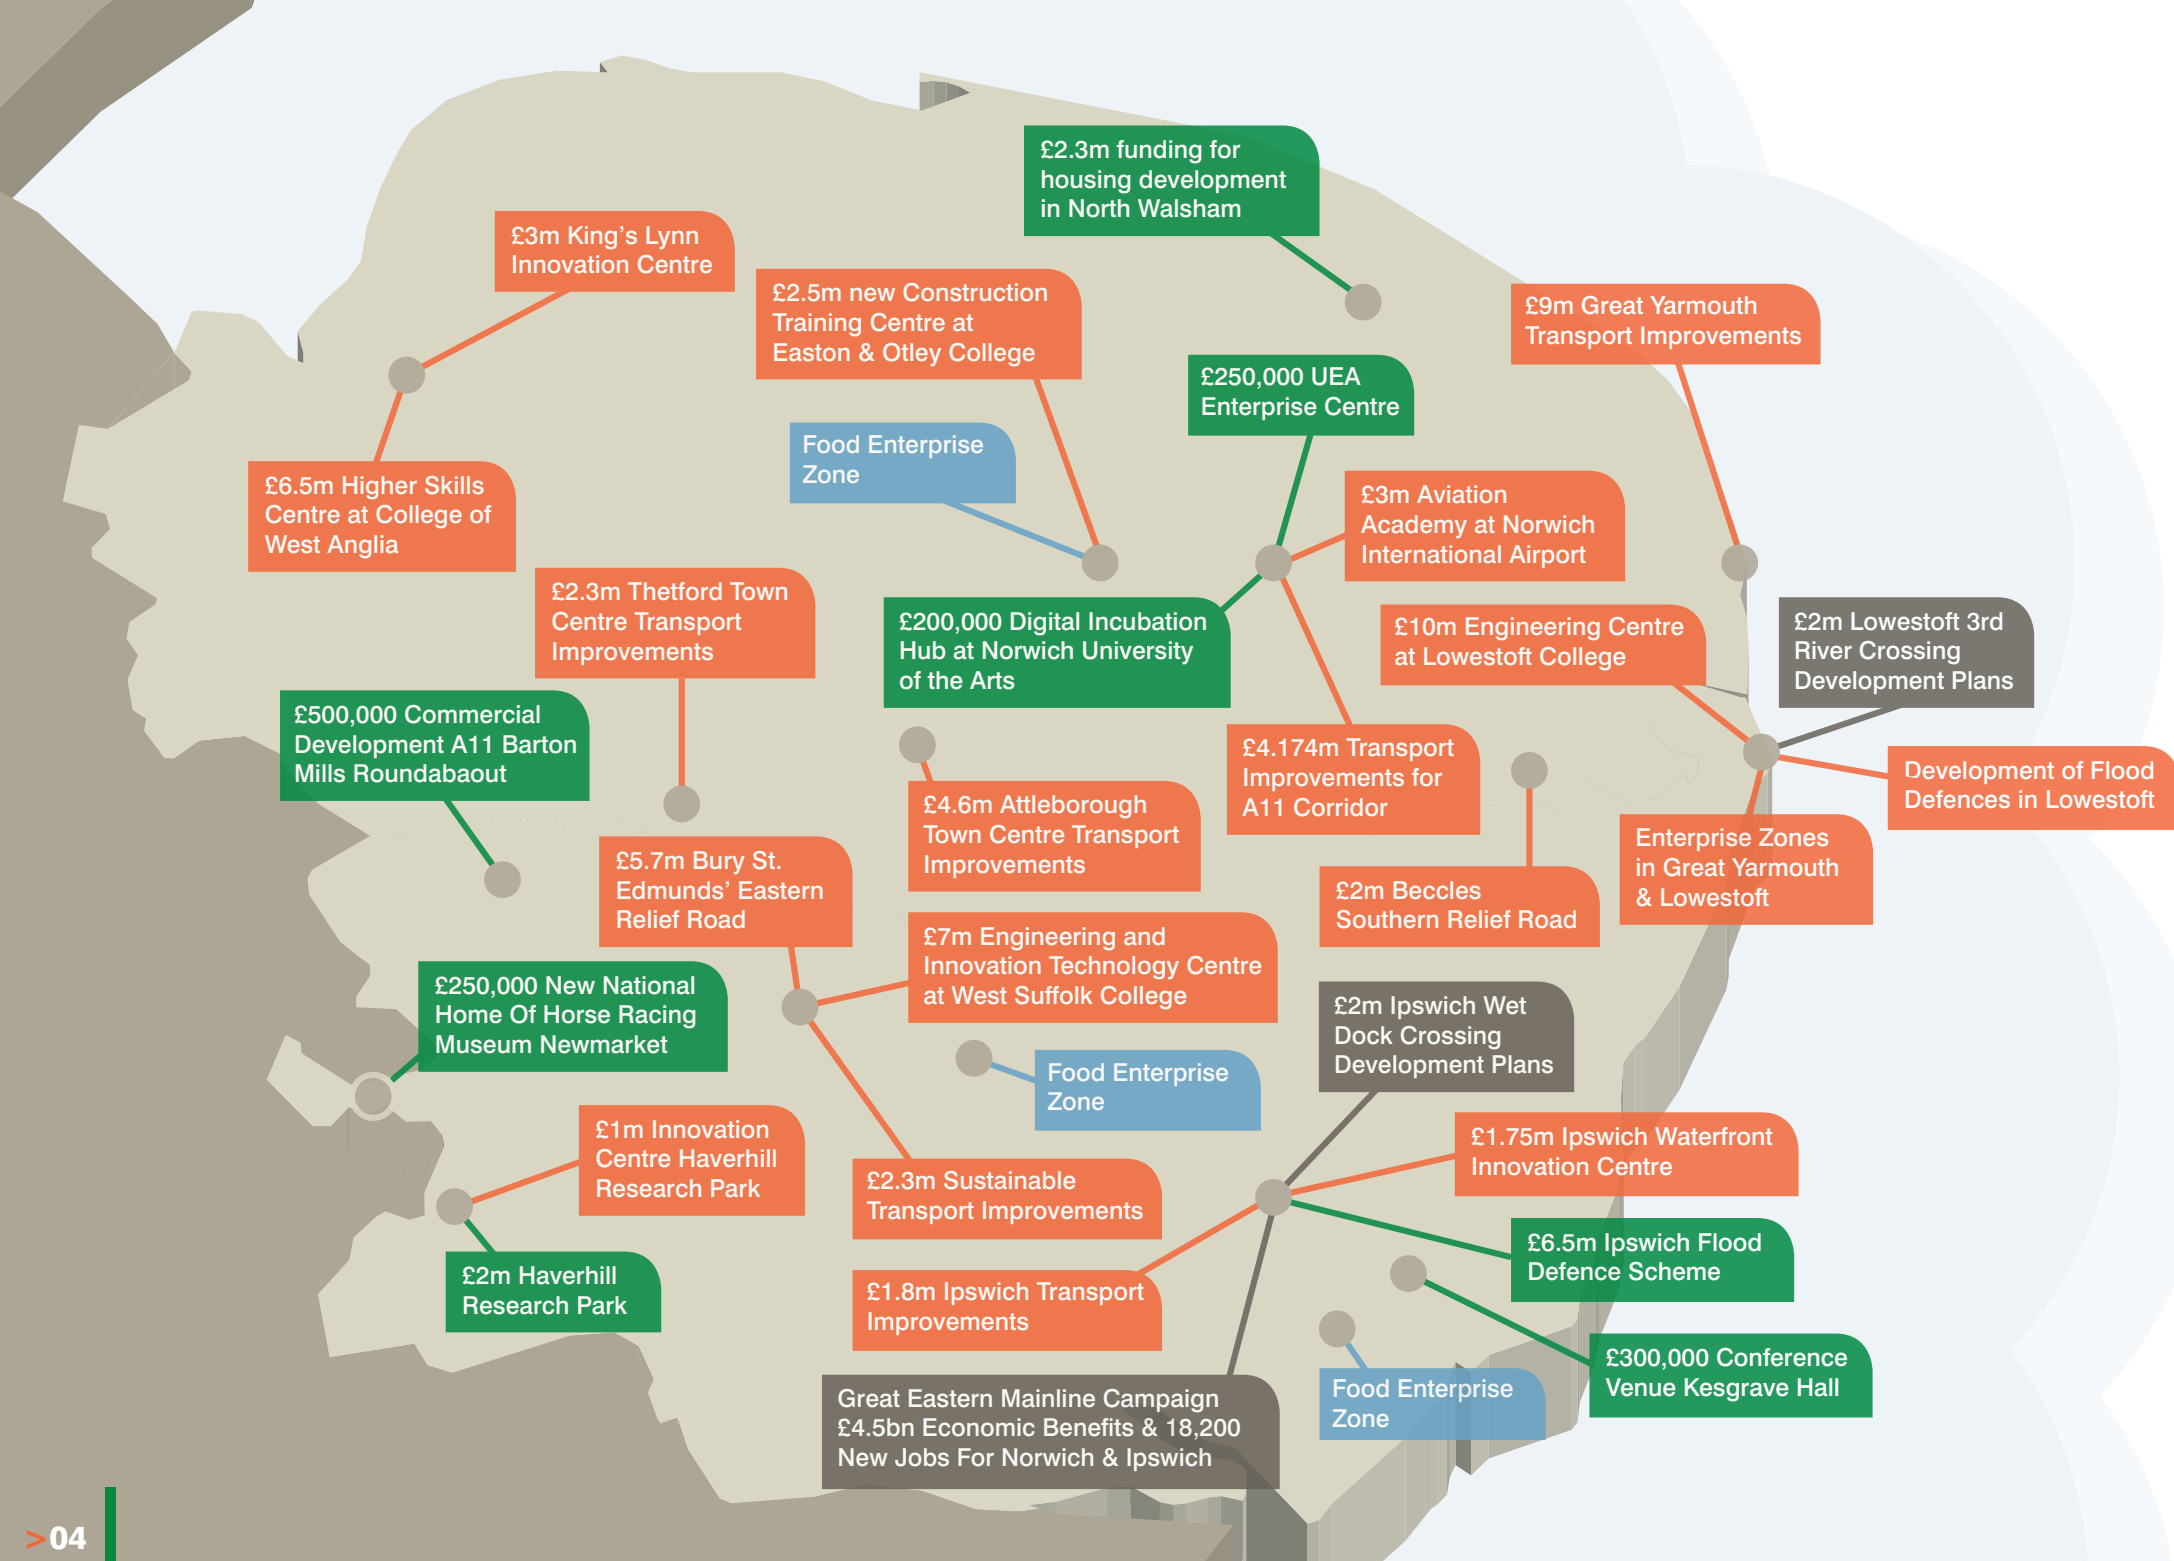 £2.3m funding for
housing development
in North Walsham
£3m King's Lynn
Innovation Centre
£2.5m new Construction
Training Centre at
Easton & Otley College
£9m Great Yarmouth
Transport Improvements
£250,000 UEA
Enterprise Centre
Food Enterprise
Zone
£6.5m Higher Skills
Centre at College of
West Anglia
£3m Aviation
Academy at Norwich
International Airport
£2.3m Thetford Town
Centre Transport
Improvements
£200,000 Digital Incubation
Hub at Norwich University
of the Arts
£10m Engineering Centre
at Lowestoft College
£2m Lowestoft 3rd
River Crossing
Development Plans
£500,000 Commercial
Development A11 Barton
Mills Roundabaout
£4.174m Transport
Improvements for
A11 Corridor
Development of Flood
Defences in Lowestoft
£4.6m Attleborough
Town Centre Transport
Improvements
Enterprise Zones
in Great Yarmouth
& Lowestoft
£5.7m Bury St.
Edmunds' Eastern
Relief Road
£2m Beccles
Southern Relief Road
£7m Engineering and
Innovation Technology Centre
at West Suffolk College
£250,000 New National
Home Of Horse Racing
Museum Newmarket
£2m Ipswich Wet
Dock Crossing
Development Plans
Food Enterprise
Zone
£1m Innovation
Centre Haverhill
Research Park
£1.75m Ipswich Waterfront
Innovation Centre
£2.3m Sustainable
Transport Improvements
£6.5m Ipswich Flood
Defence Scheme
£2m Haverhill
Research Park
£1.8m Ipswich Transport
Improvements
£300,000 Conference
Venue Kesgrave Hall
Food Enterprise
Zone
Great Eastern Mainline Campaign
£4.5bn Economic Benefits & 18,200
New Jobs For Norwich & Ipswich
>04